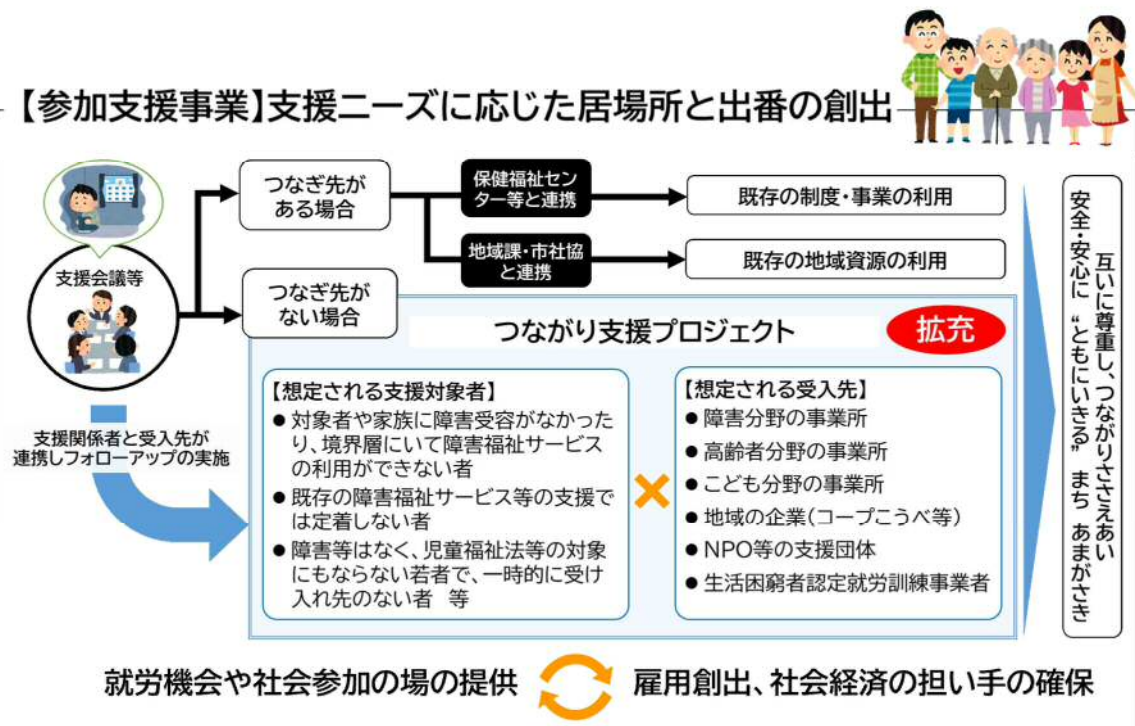 【参加支援事業】支援ニーズに応じた居場所と出番の創出
支援会議等
つなぎ先が
ある場合
保健福祉セン
ター等と連携
既存の制度・事業の利用
地域課・市社協
と連携
既存の地域資源の利用
つなぎ先が
ない場合
つながり支援プロジェクト
拡充
【想定される支援対象者】
● 対象者や家族に障害受容がなかった
り、境界層にいて障害福祉サービス
の利用ができない者
● 既存の障害福祉サービス等の支援で
は定着しない者
● 障害等はなく、児童福祉法等の対象
にもならない若者で、一時的に受け
入れ先のない者 等
【想定される受入先】
● 障害分野の事業所
● 高齢者分野の事業所
● こども分野の事業所
● 地域の企業(コープこうべ等)
● NPO等の支援団体
● 生活困窮者認定就労訓練事業者
支援関係者と受入先が
連携しフォローアップの実施
互いに尊重し、つながりささえあい
安全・安心に “ともにいきる” まち あまがさき
就労機会や社会参加の場の提供
雇用創出、社会経済の担い手の確保